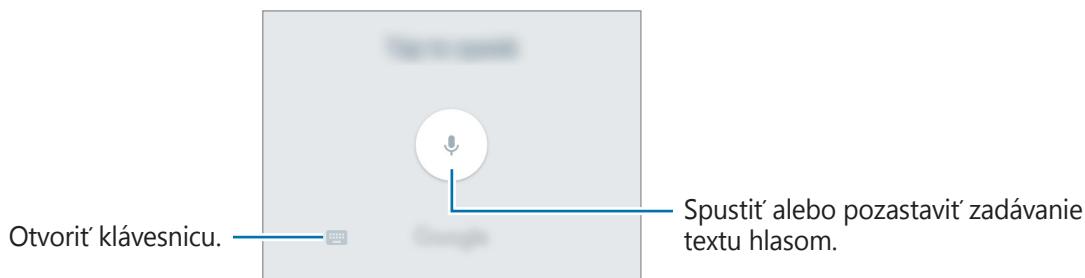 Otvoriť klávesnicu.
Spustiť alebo pozastaviť zadávanie
textu hlasom.